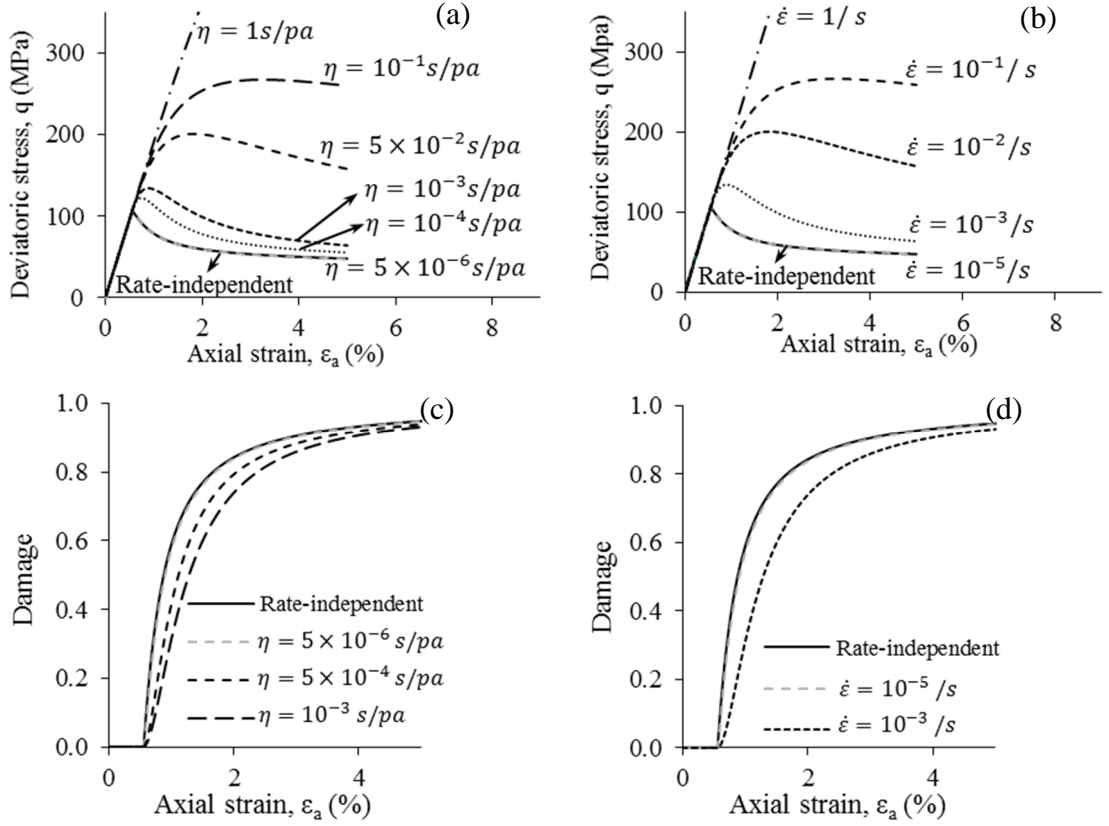 (a)
Deviatoric stress, q (MPa)
300
200
100
0
0 2 4 6 8
Axial strain, εa (%)
η = 1s/pa
η = 10−1s/pa
η = 5 × 10−2s/pa
η = 10−3s/pa
η = 10−4s/pa
η = 5 × 10−6s/pa
Rate-independent
(b)
Deviatoric stress, q (Mpa)
300
200
100
0
0 2 4 6 8
Axial strain, εa (%)
ε̇ = 1/ s
ε̇ = 10−1/ s
ε̇ = 10−2/s
ε̇ = 10−3/s
ε̇ = 10−5/s
Rate-independent
(c)
Damage
1.0
0.8
0.6
0.4
0.2
0.0
0 2 4
Axial strain, εa (%)
Rate-independent
η = 5 × 10−6 s/pa
η = 5 × 10−4 s/pa
η = 10−3 s/pa
(d)
Damage
1.0
0.8
0.6
0.4
0.2
0.0
0 2 4
Axial strain, εa (%)
Rate-independent
ε̇ = 10−5 /s
ε̇ = 10−3 /s